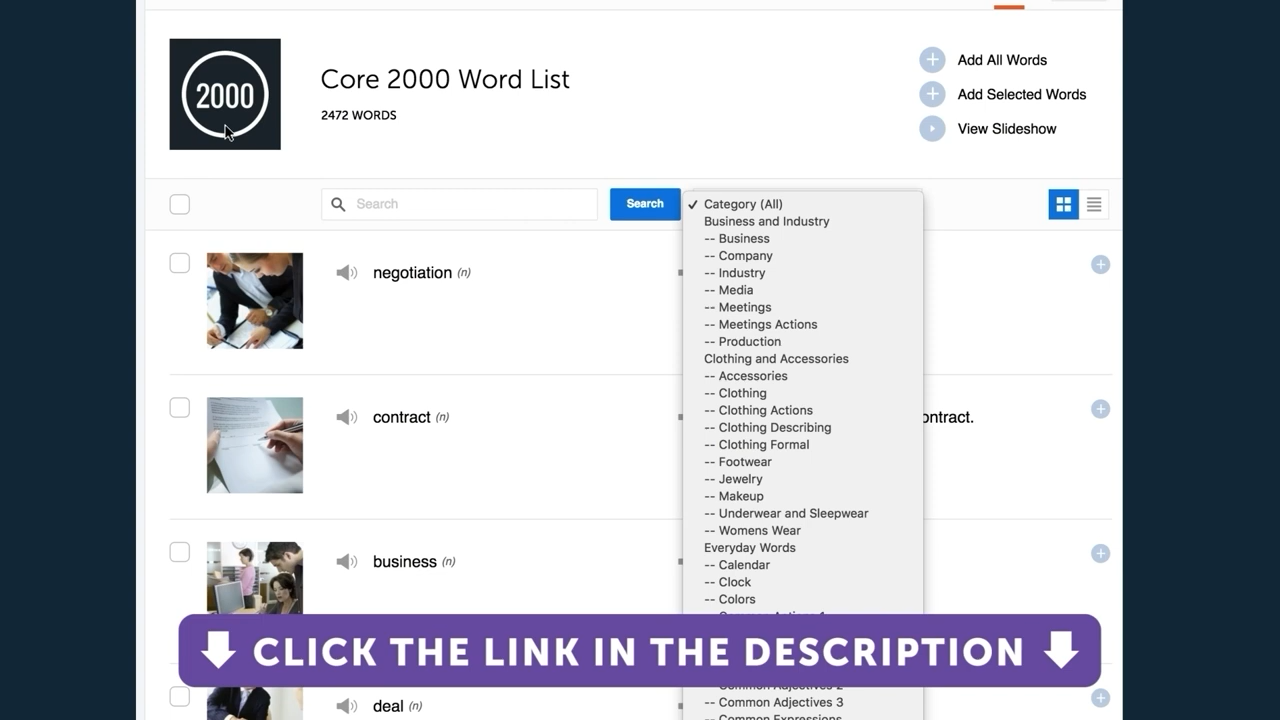 2000
Core 2000 Word List
2472 WORDS
Add All Words
Add Selected Words
View Slideshow
Search
Search
Category (All)
Business and Industry
-- Business
-- Company
-- Industry
-- Media
-- Meetings
-- Meetings Actions
-- Production
Clothing and Accessories
-- Accessories
-- Clothing
-- Clothing Actions
-- Clothing Describing
-- Clothing Formal
-- Footwear
-- Jewelry
-- Makeup
-- Underwear and Sleepwear
-- Womens Wear
Everyday Words
-- Calendar
-- Clock
-- Colors
-- Common Adjectives 2
-- Common Adjectives 3
-- Common Expressions
negotiation (n)
contract (n)
ontract.
business (n)
deal (n)
CLICK THE LINK IN THE DESCRIPTION